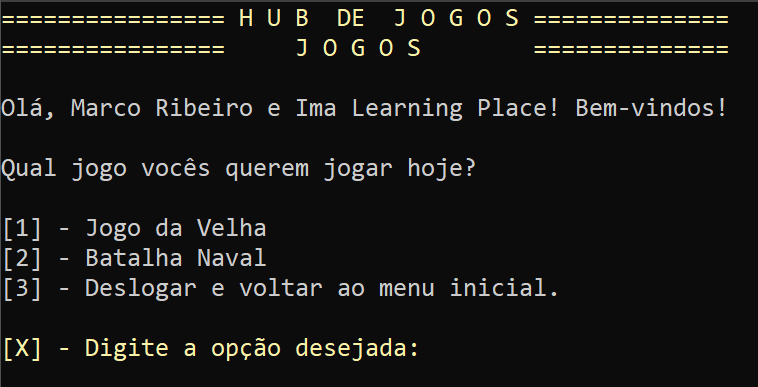 ================ H U B  DE  J O G O S ==============
================     J O G O S        ==============
Olá, Marco Ribeiro e Ima Learning Place! Bem-vindos!
Qual jogo vocês querem jogar hoje?
[1] - Jogo da Velha
[2] - Batalha Naval
[3] - Deslogar e voltar ao menu inicial.
[X] - Digite a opção desejada: